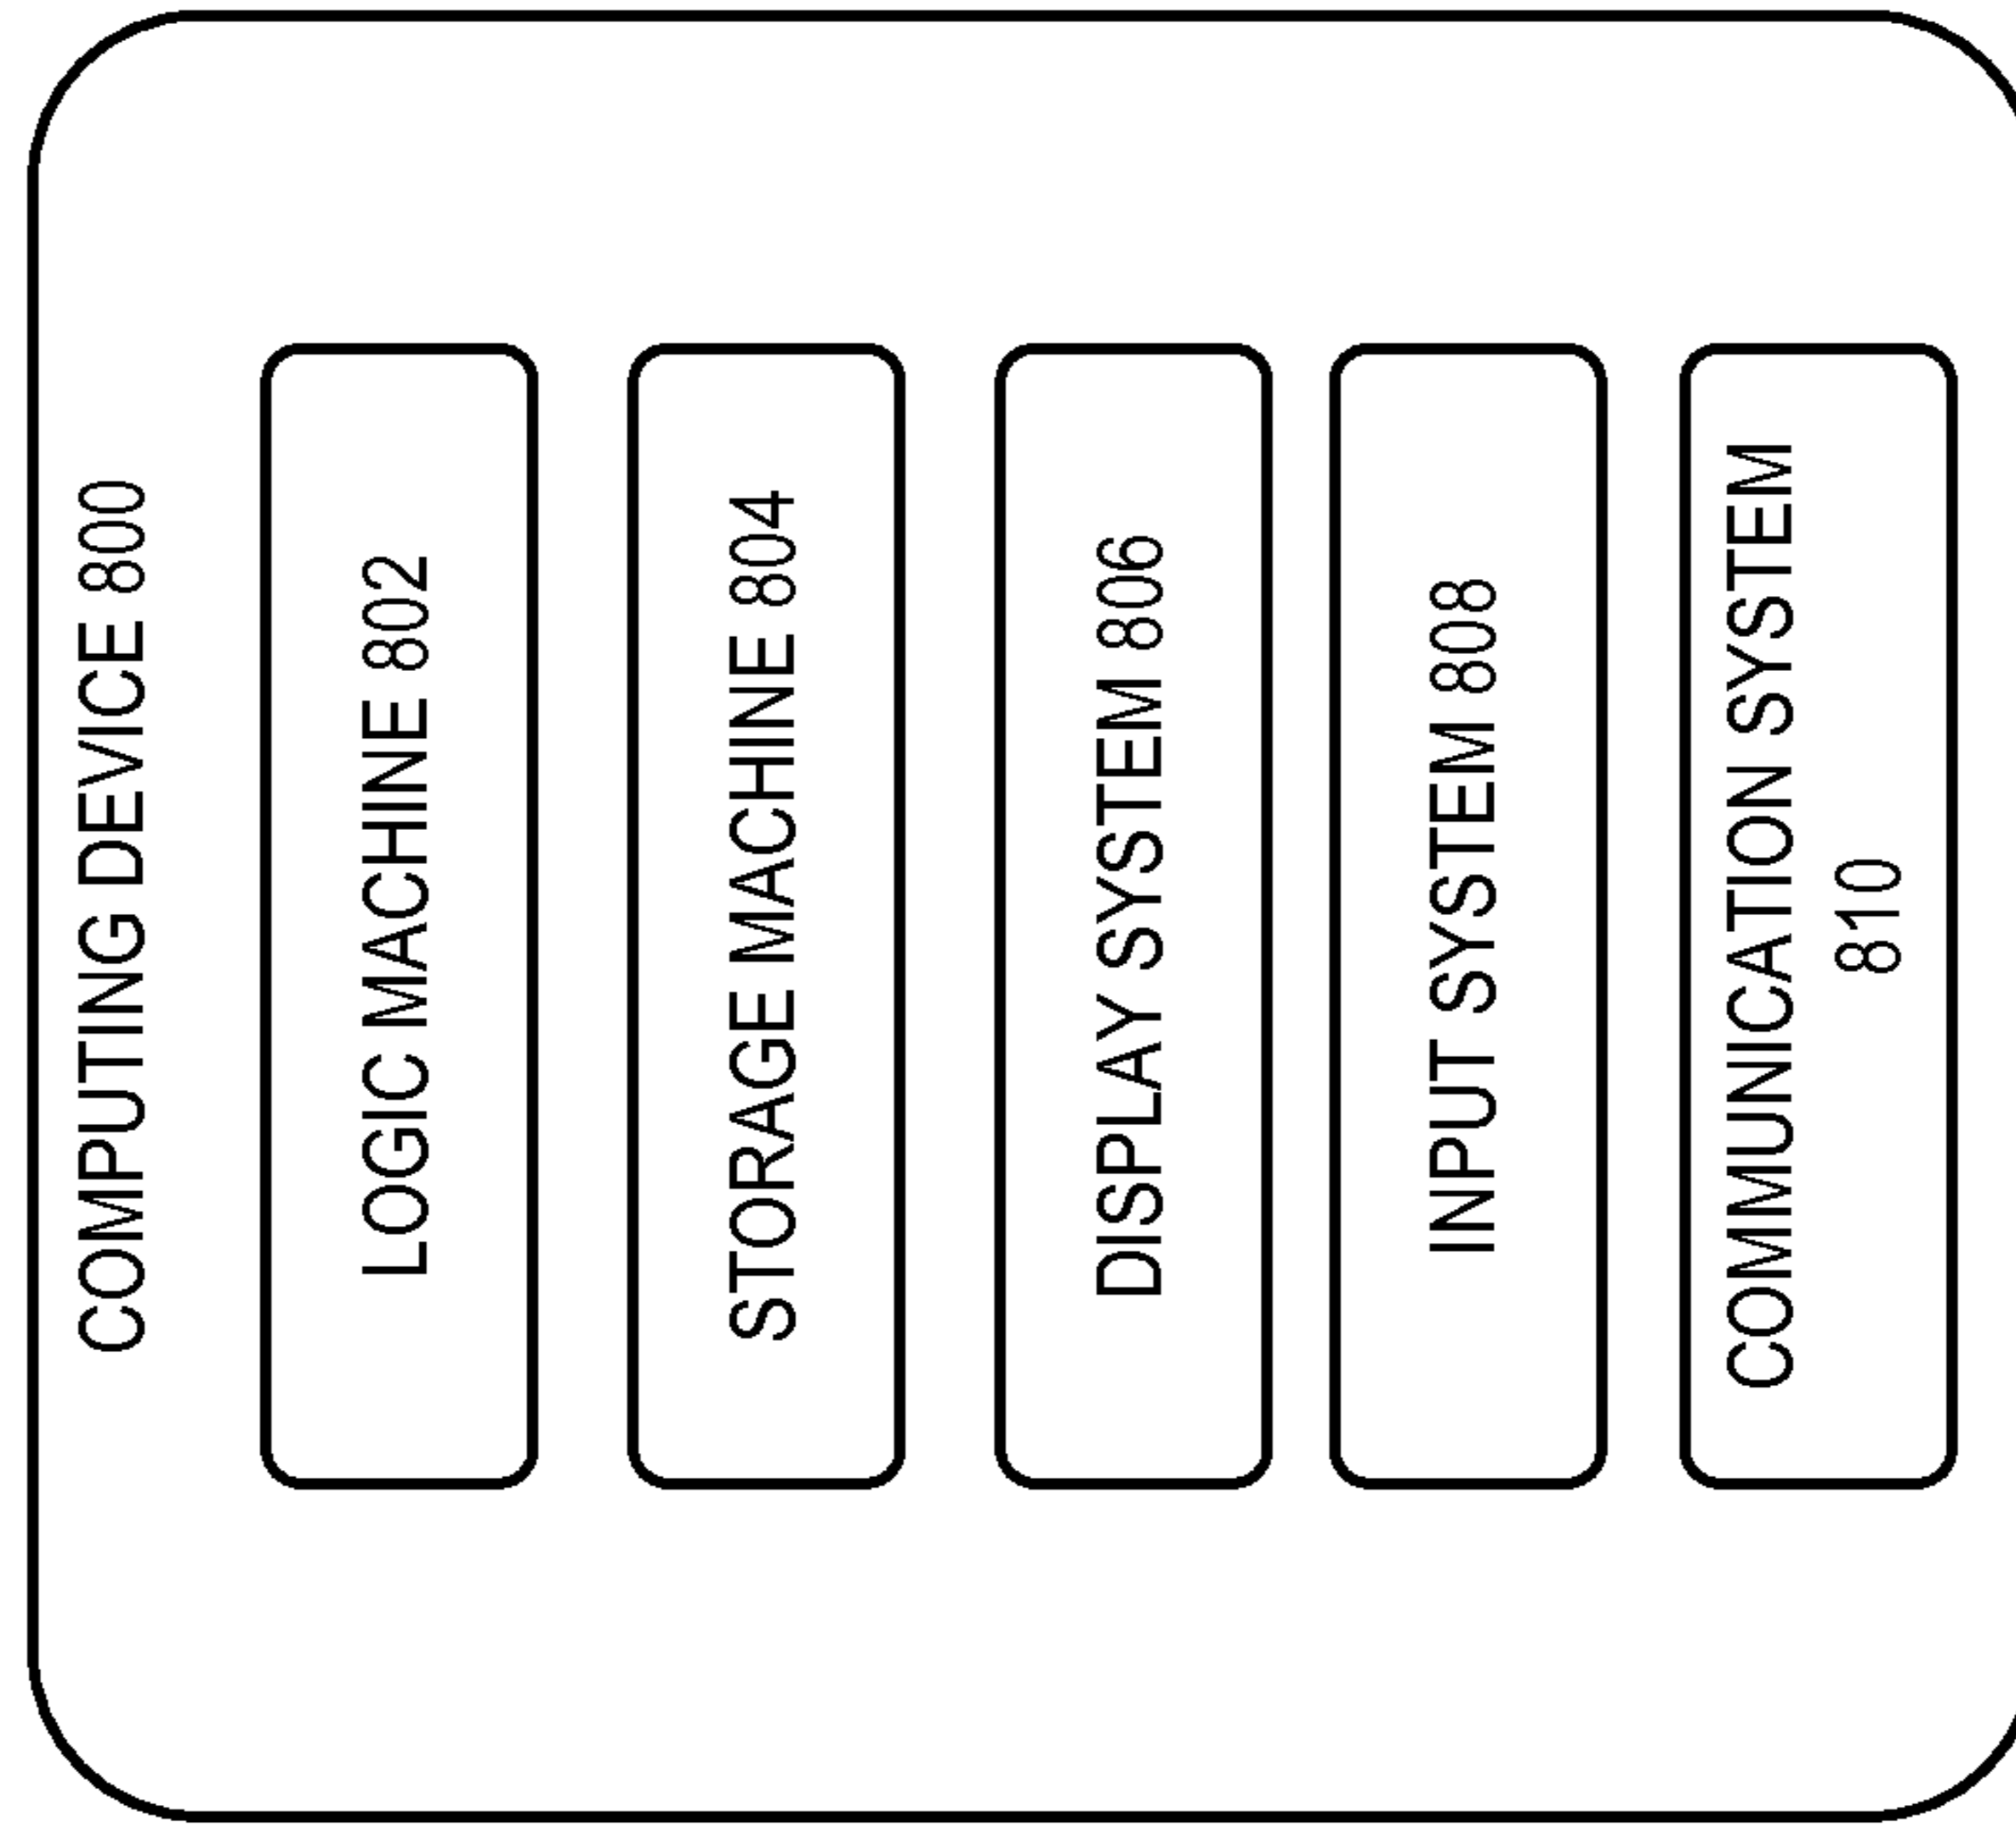 COMPUTING DEVICE 800
LOGIC MACHINE 802
STORAGE MACHINE 804
DISPLAY SYSTEM 806
INPUT SYSTEM 808
COMMUNICATION SYSTEM
810